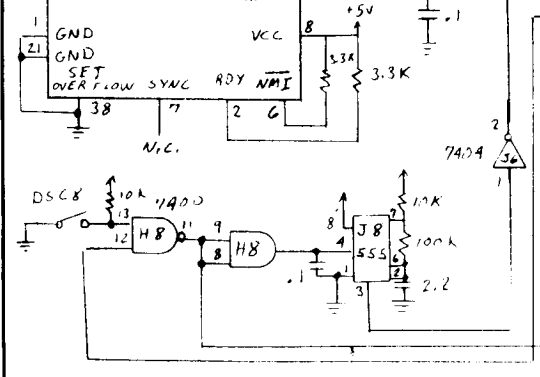 +5V
.1
1
GND
21
GND
SET
OVERFLOW
SYNC
RDY
NMI
VCC
8
3.3K
3.3K
38
7
2
6
N.C.
2
7404
J6
1
DSC8
10K
7400
13
12
H8
11
9
8
H8
4
.1
1
8
J8
555
3
7
6
2
10K
100K
2.2